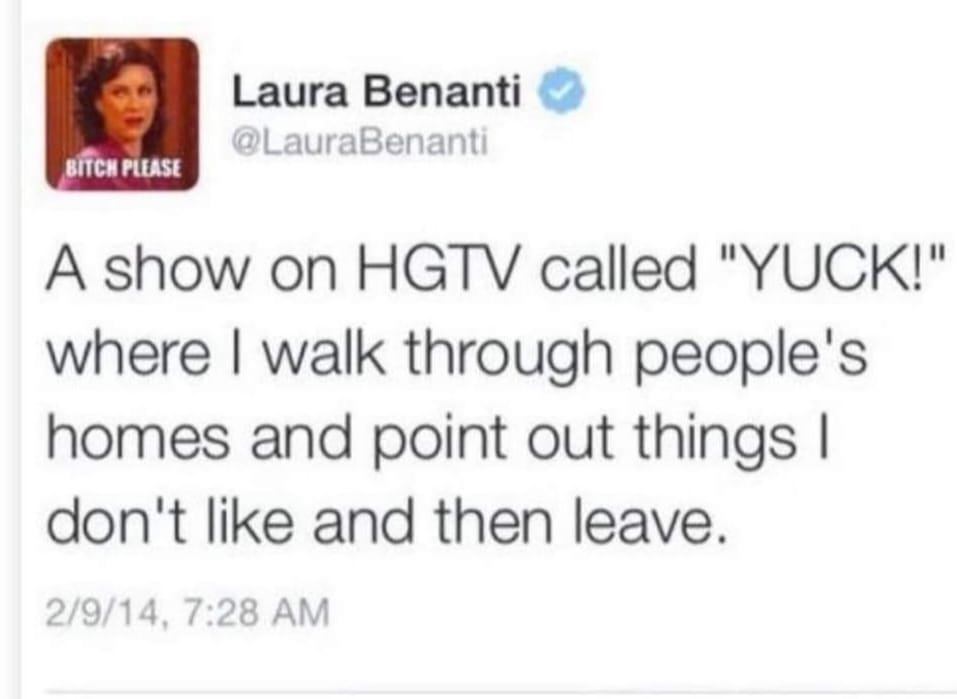 BITCH PLEASE
Laura Benanti
@LauraBenanti
A show on HGTV called "YUCK!"
where I walk through people's
homes and point out things I
don't like and then leave.
2/9/14, 7:28 AM